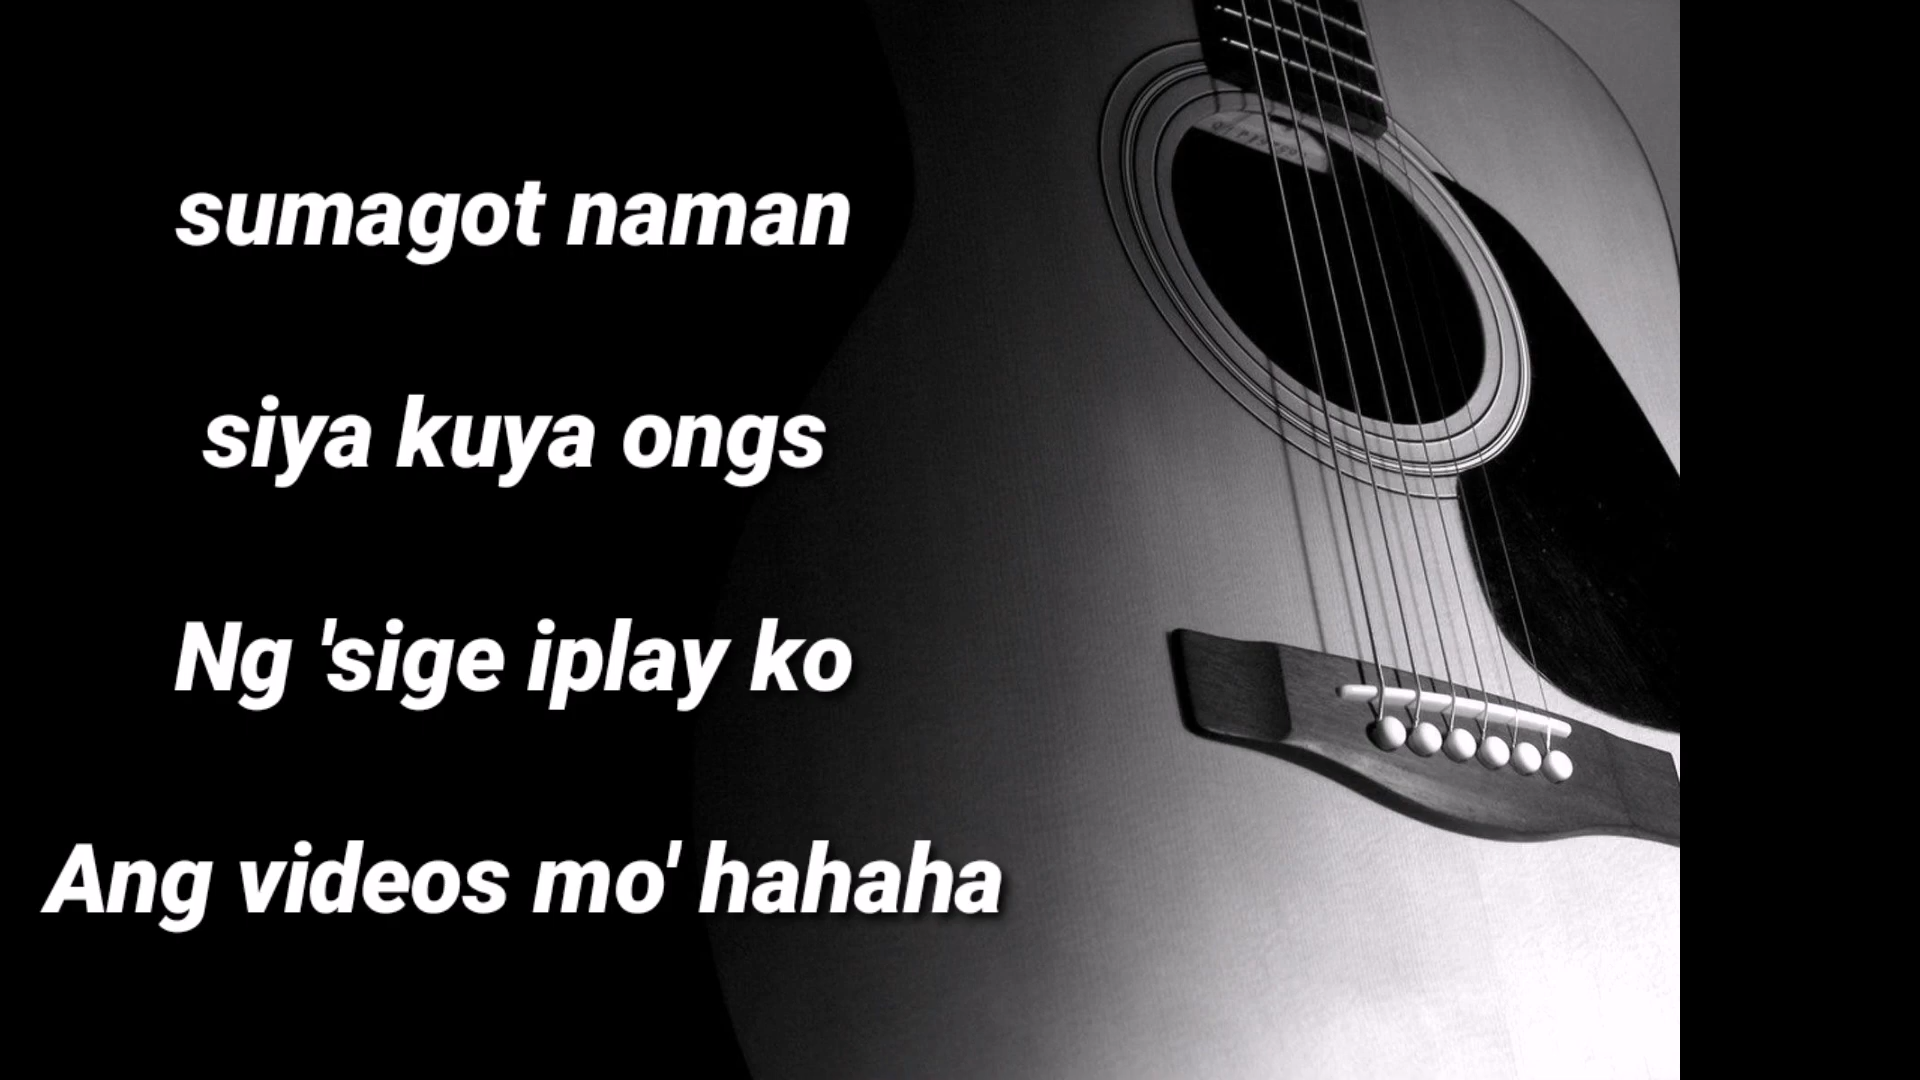 sumagot naman
siya kuya ongs
Ng 'sige iplay ko
Ang videos mo' hahaha